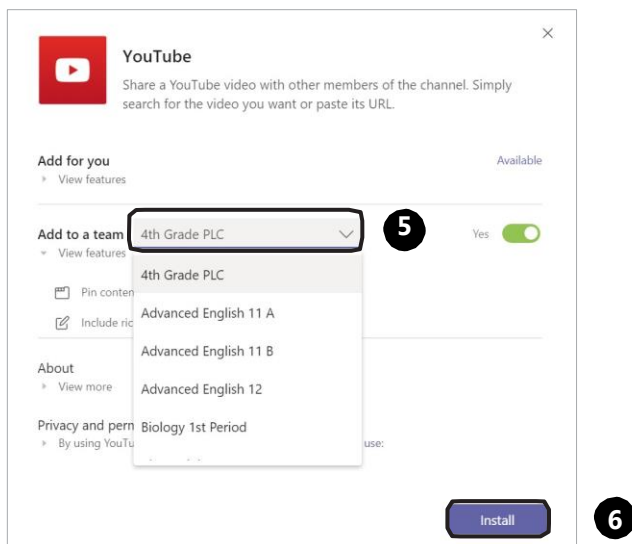 YouTube
Share a YouTube video with other members of the channel. Simply
search for the video you want or paste its URL.
Add for you
Available
View features
Add to a team
4th Grade PLC
5
Yes
View features
4th Grade PLC
Pin conten
Advanced English 11 A
Include ric
Advanced English 11 B
About
View more
Advanced English 12
Privacy and perm
Biology 1st Period
By using YouTu
use:
Install
6